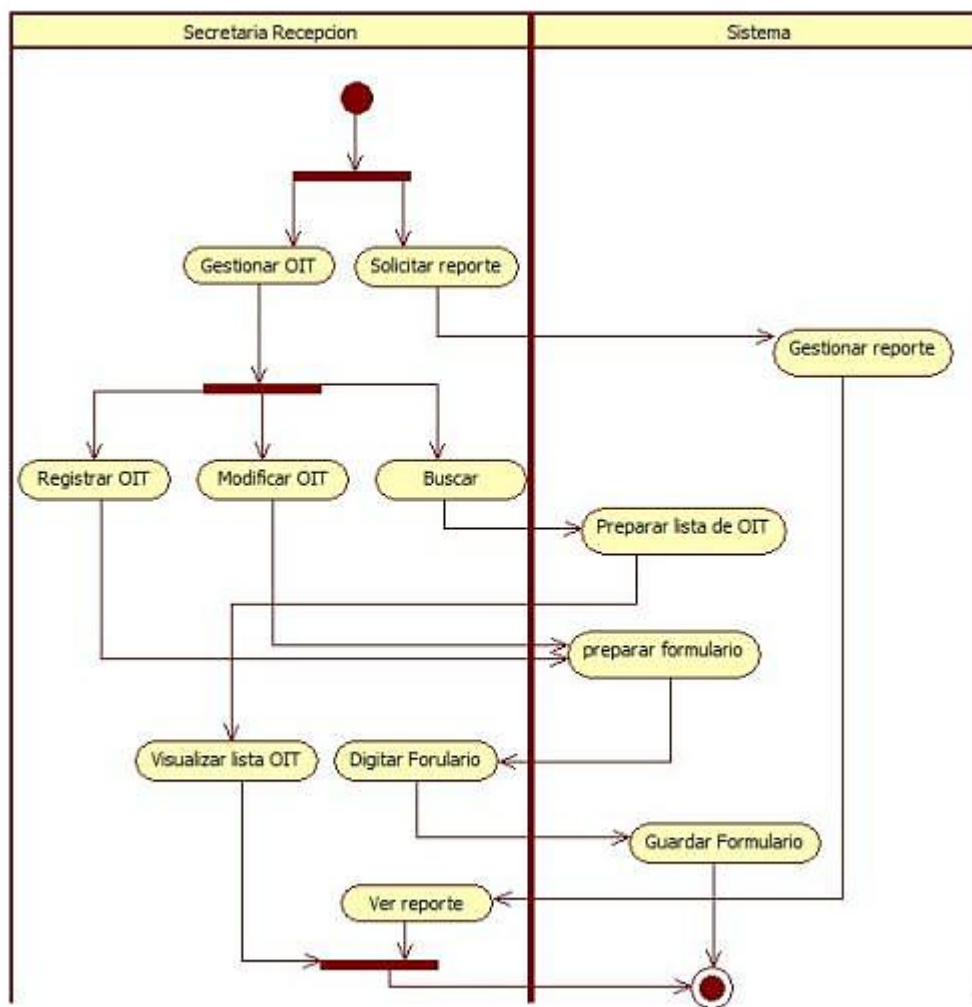 Secretaria Recepcion
Sistema
Gestionar OIT
Solicitar reporte
Gestionar reporte
Registrar OIT
Modificar OIT
Buscar
Preparar lista de OIT
preparar formulario
Visualizar lista OIT
Digitar Forulario
Guardar Formulario
Ver reporte